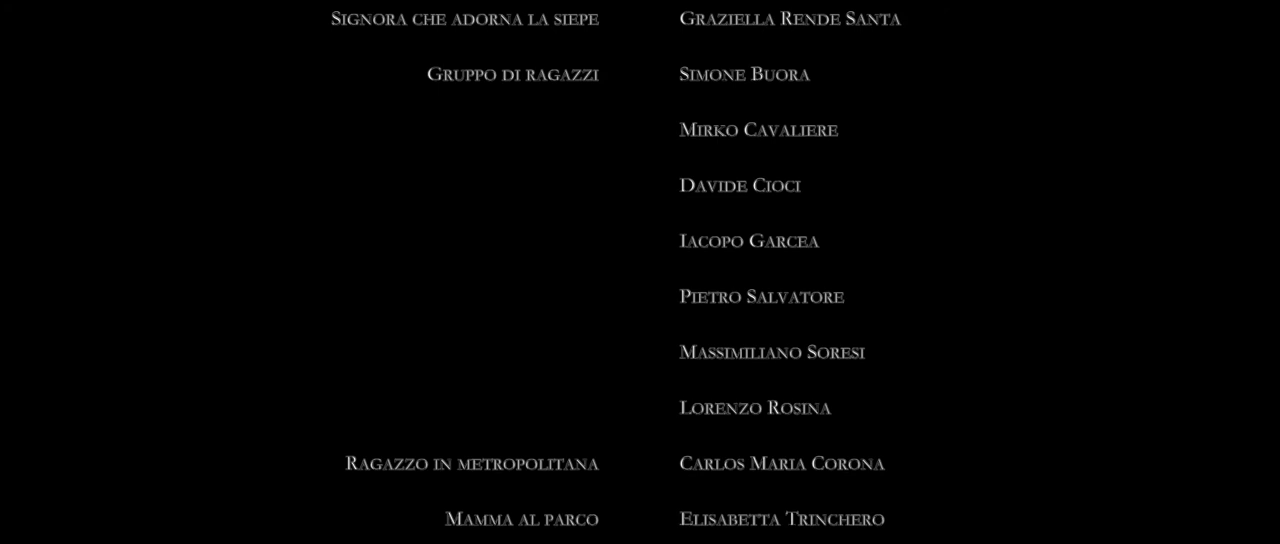 Signora che adorna la siepe Graziella Rende Santa
Gruppo di ragazzi Simone Buora
Mirko Cavaliere
Davide Cioci
Iacopo Garcea
Pietro Salvatore
Massimiliano Soresi
Lorenzo Rosina
Ragazzo in metropolitana Carlos Maria Corona
Mamma al parco Elisabetta Trinchero